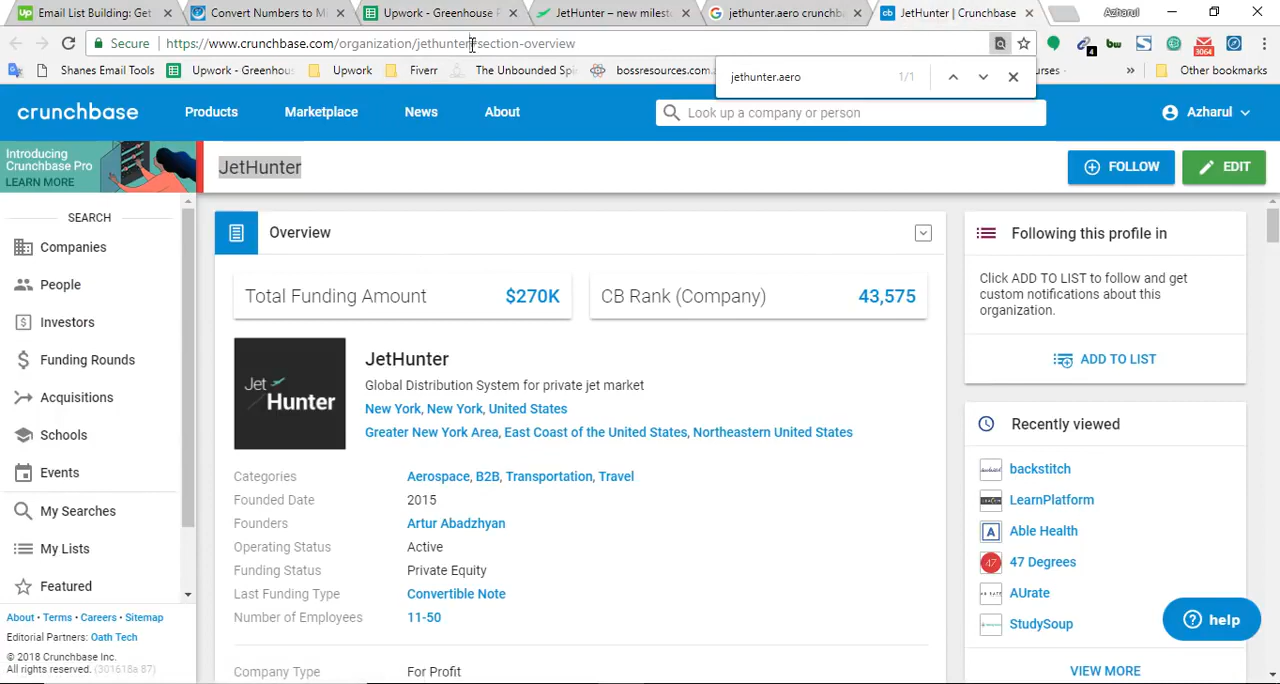 Email List Building: Get
Convert Numbers to M
Upwork - Greenhouse F
JetHunter – new milest
jethunter.aero crunchb
JetHunter | Crunchbase
Azharul
Secure
https://www.crunchbase.com/organization/jethunter#section-overview
4
bw
3064
Shanes Email Tools
Upwork - Greenhous
Upwork
Fiverr
The Unbounded Spi
bossresources.com
urses
»
Other bookmarks
jethunter.aero
1/1
crunchbase
Products
Marketplace
News
About
Look up a company or person
Azharul
Introducing
Crunchbase Pro
LEARN MORE
JetHunter
FOLLOW
EDIT
SEARCH
Companies
People
Investors
Funding Rounds
Acquisitions
Schools
Events
My Searches
My Lists
Featured
About • Terms • Careers • Sitemap
Editorial Partners: Oath Tech
© 2018 Crunchbase Inc.
All rights reserved. (301618a 87)
Overview
Total Funding Amount $270K
CB Rank (Company) 43,575
Jet
Hunter
JetHunter
Global Distribution System for private jet market
New York, New York, United States
Greater New York Area, East Coast of the United States, Northeastern United States
Categories Aerospace, B2B, Transportation, Travel
Founded Date 2015
Founders Artur Abadzhyan
Operating Status Active
Funding Status Private Equity
Last Funding Type Convertible Note
Number of Employees 11-50
Company Type For Profit
Following this profile in
Click ADD TO LIST to follow and get
custom notifications about this
organization.
ADD TO LIST
Recently viewed
backstitch
LearnPlatform
Able Health
47 Degrees
AUrate
StudySoup
VIEW MORE
help